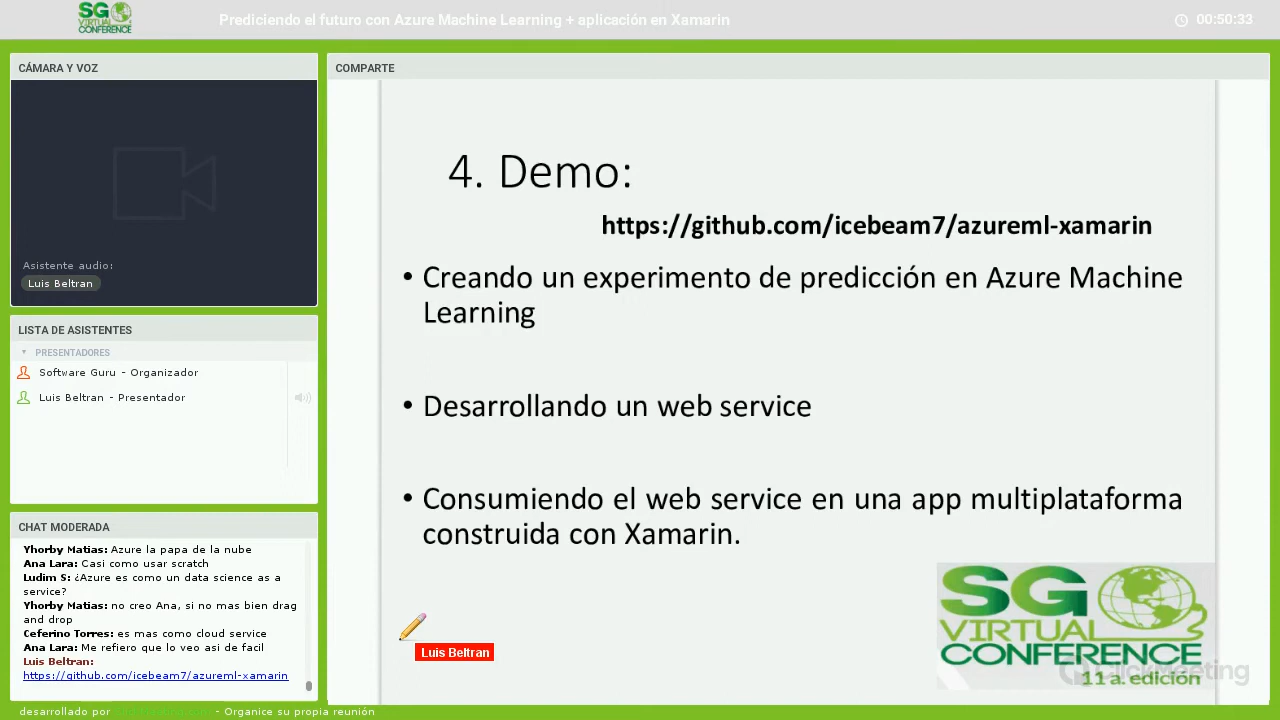 SG
VIRTUAL
CONFERENCE
Prediciendo el futuro con Azure Machine Learning + aplicación en Xamarin
00:50:33
CÁMARA Y VOZ
Asistente audio:
Luis Beltran
LISTA DE ASISTENTES
PRESENTADORES
Software Guru - Organizador
Luis Beltran - Presentador
CHAT MODERADA
Yhorby Matias: Azure la papa de la nube
Ana Lara: Casi como usar scratch
Ludim S: ¿Azure es como un data science as a
service?
Yhorby Matias: no creo Ana, si no mas bien drag
and drop
Ceferino Torres: es mas como cloud service
Ana Lara: Me refiero que lo veo asi de facil
Luis Beltran:
https://github.com/icebeam7/azureml-xamarin
COMPARTE
4. Demo:
https://github.com/icebeam7/azureml-xamarin
• Creando un experimento de predicción en Azure Machine
Learning
• Desarrollando un web service
• Consumiendo el web service en una app multiplataforma
construida con Xamarin.
Luis Beltran
SG
VIRTUAL
CONFERENCE
11 a. edición
ClickMeeting
desarrollado por - Organice su propia reunión